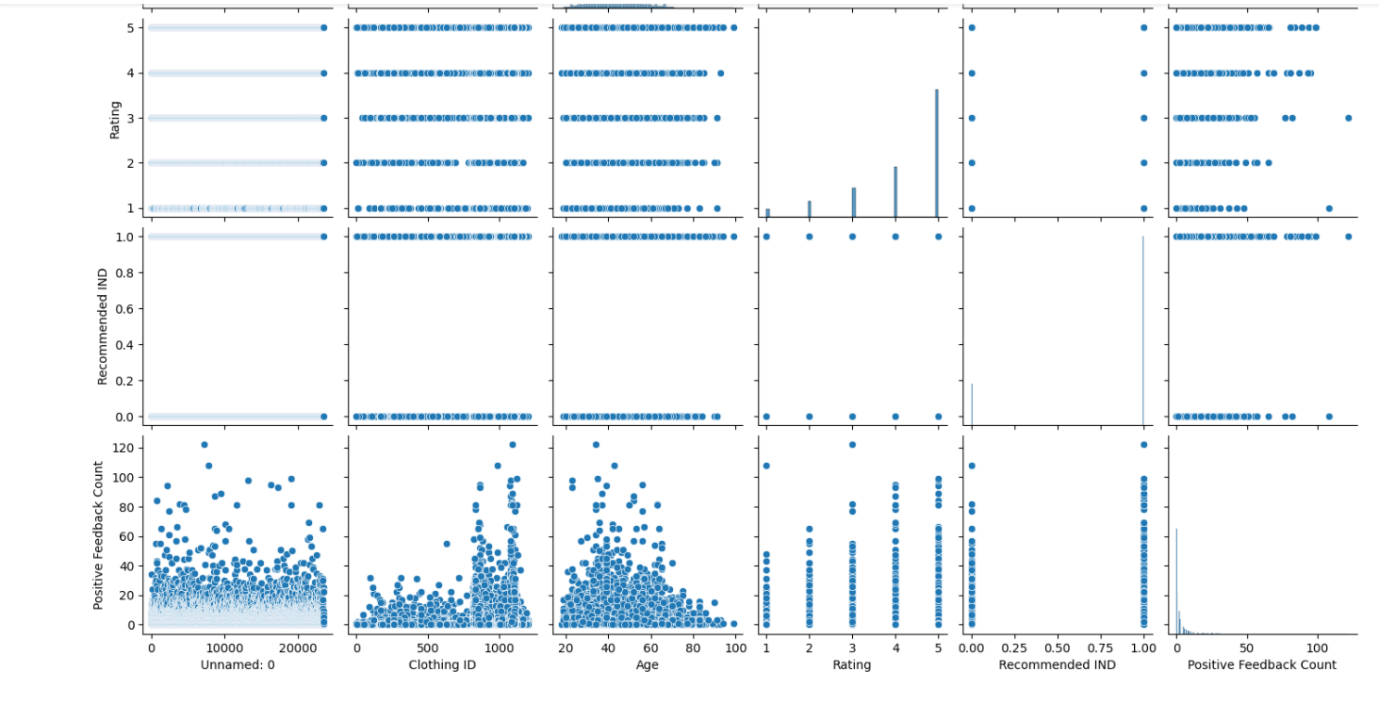 5
4
3
2
1
Rating
1.0
0.8
0.6
0.4
0.2
0.0
Recommended IND
120
100
80
60
40
20
0
Positive Feedback Count
0 10000 20000
0 500 1000
20 40 60 80 100
1 2 3 4 5
0.00 0.25 0.50 0.75 1.00
0 50 100
Unnamed: 0
Clothing ID
Age
Rating
Recommended IND
Positive Feedback Count